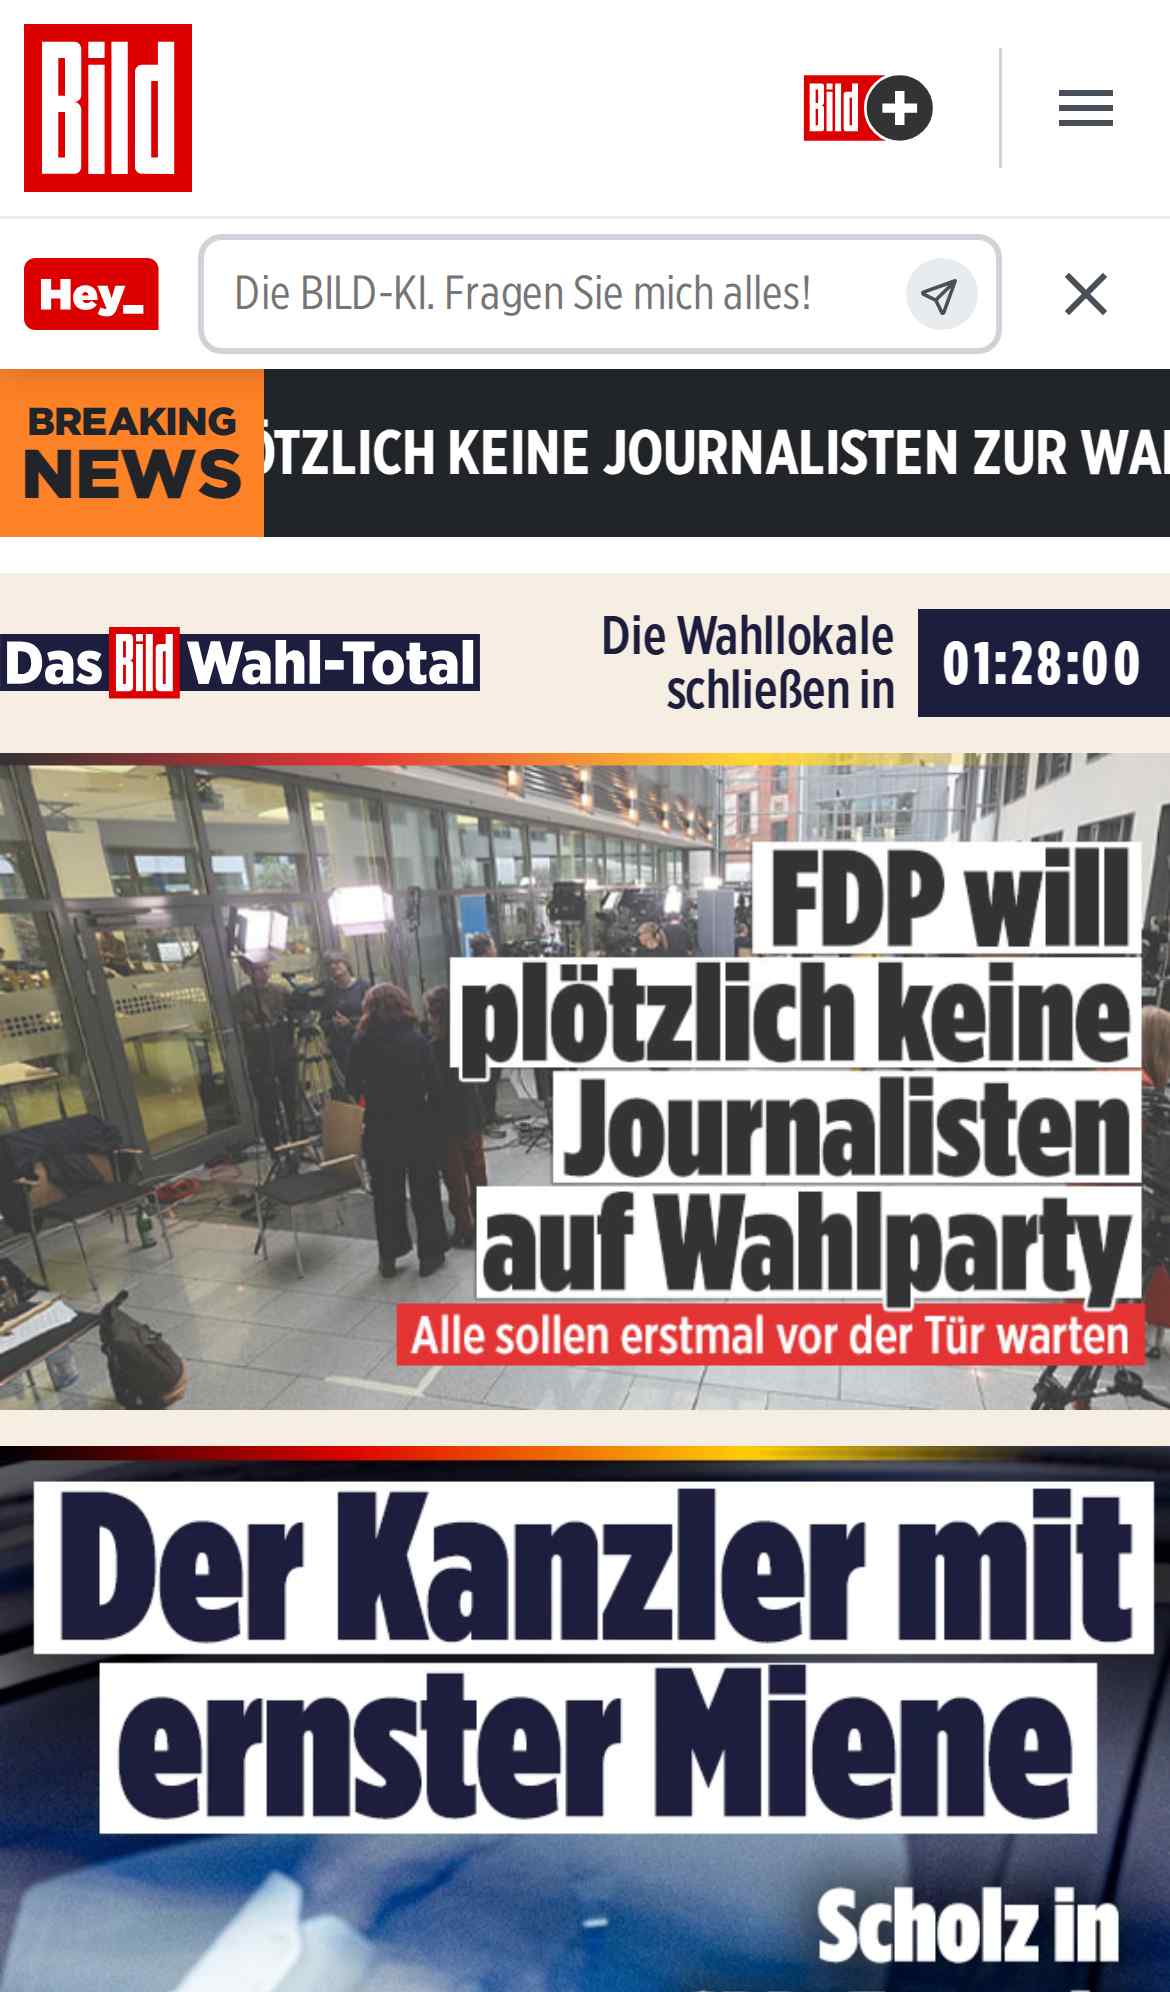 Bild
Bild
Hey_
Die BILD-KI. Fragen Sie mich alles!
BREAKING
NEWS
ÖTZLICH KEINE JOURNALISTEN ZUR WAH
Das Bild Wahl-Total
Die Wahllokale
schließen in
01:28:00
FDP will
plötzlich keine
Journalisten
auf Wahlparty
Alle sollen erstmal vor der Tür warten
Der Kanzler mit
ernster Miene
Scholz in